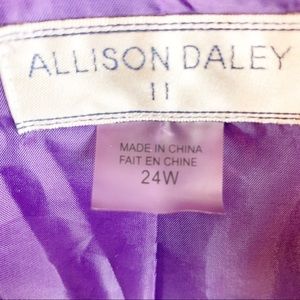 ALLISON DALEY
II
MADE IN CHINA
FAIT EN CHINE
24W